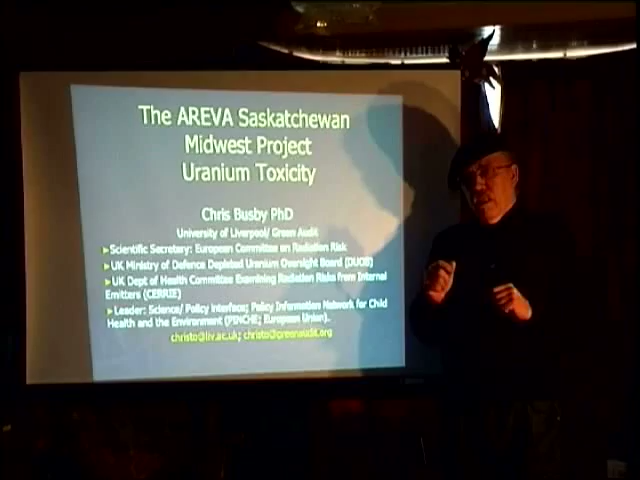 The AREVA Saskatchewan
Midwest Project
Uranium Toxicity
Chris Busby PhD
University of Liverpool/ Green Audit
►Scientific Secretary: European Committee on Radiation Risk
►UK Ministry of Defence Depleted Uranium Oversight Board (DUOB)
►UK Dept of Health Committee Examining Radiation Risks from Internal
Emitters (CERRIE)
►Leader: Science/ Policy interface; Policy Information Network for Child
Health and the Environment (PINCHE; European Union).
christo@liv.ac.uk; christo@greenaudit.org